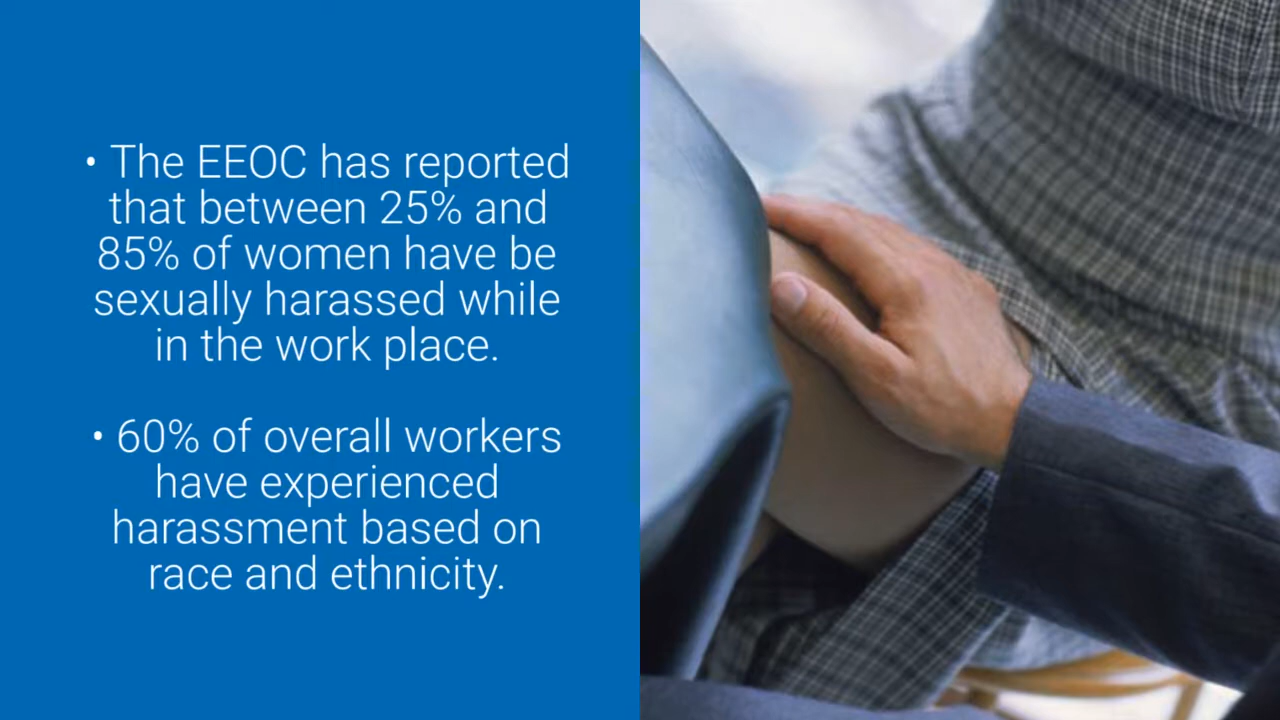 • The EEOC has reported
that between 25% and
85% of women have be
sexually harassed while
in the work place.
• 60% of overall workers
have experienced
harassment based on
race and ethnicity.